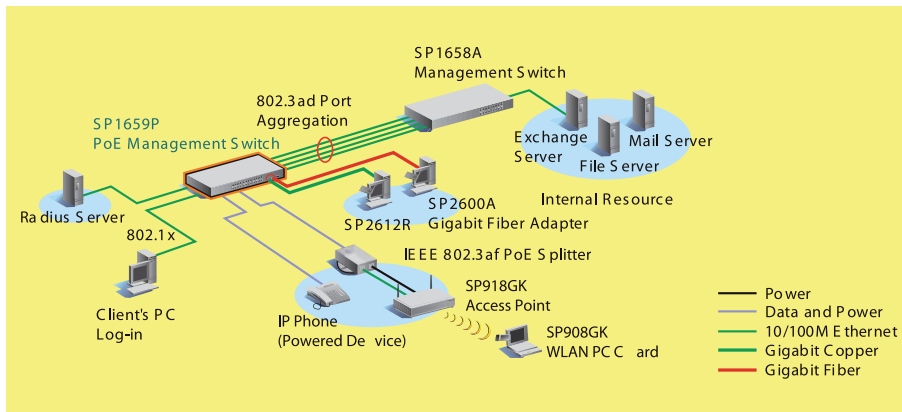 SP1658A
Management Switch
802.3ad Port
Aggregation
SP1659P
PoE Management Switch
Exchange
Server
Mail Server
File Server
Internal Resource
Radius Server
SP2612R
SP2600A
Gigabit Fiber Adapter
802.1x
IEEE 802.3af PoE Splitter
Client's PC
Log-in
IP Phone
(Powered De vice)
SP918GK
Access Point
SP908GK
WLAN PC C ard
Power
Data and Power
10/100M Ethernet
Gigabit Copper
Gigabit Fiber